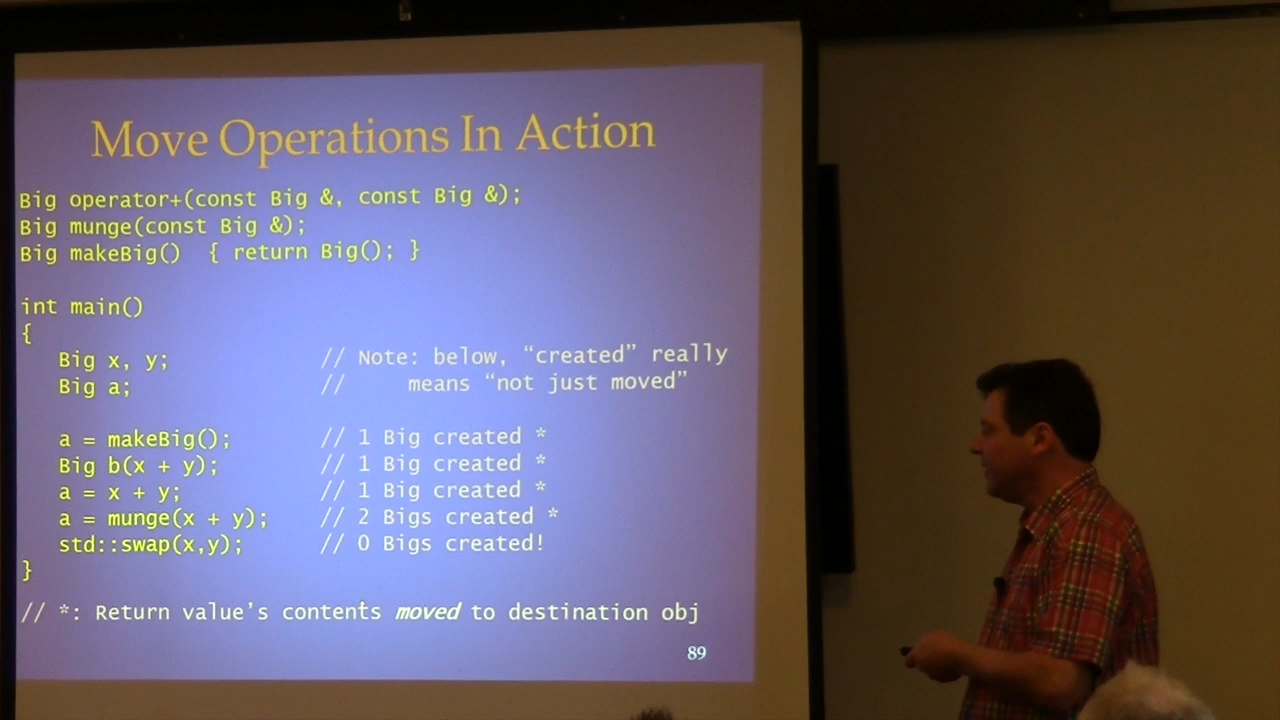 Move Operations In Action
Big operator+(const Big &, const Big &);
Big munge(const Big &);
Big makeBig() { return Big(); }
int main()
{
Big x, y; // Note: below, “created” really
Big a; // means “not just moved”
a = makeBig(); // 1 Big created *
Big b(x + y); // 1 Big created *
a = x + y; // 1 Big created *
a = munge(x + y); // 2 Bigs created *
std::swap(x,y); // 0 Bigs created!
}
// *: Return value’s contents moved to destination obj
89